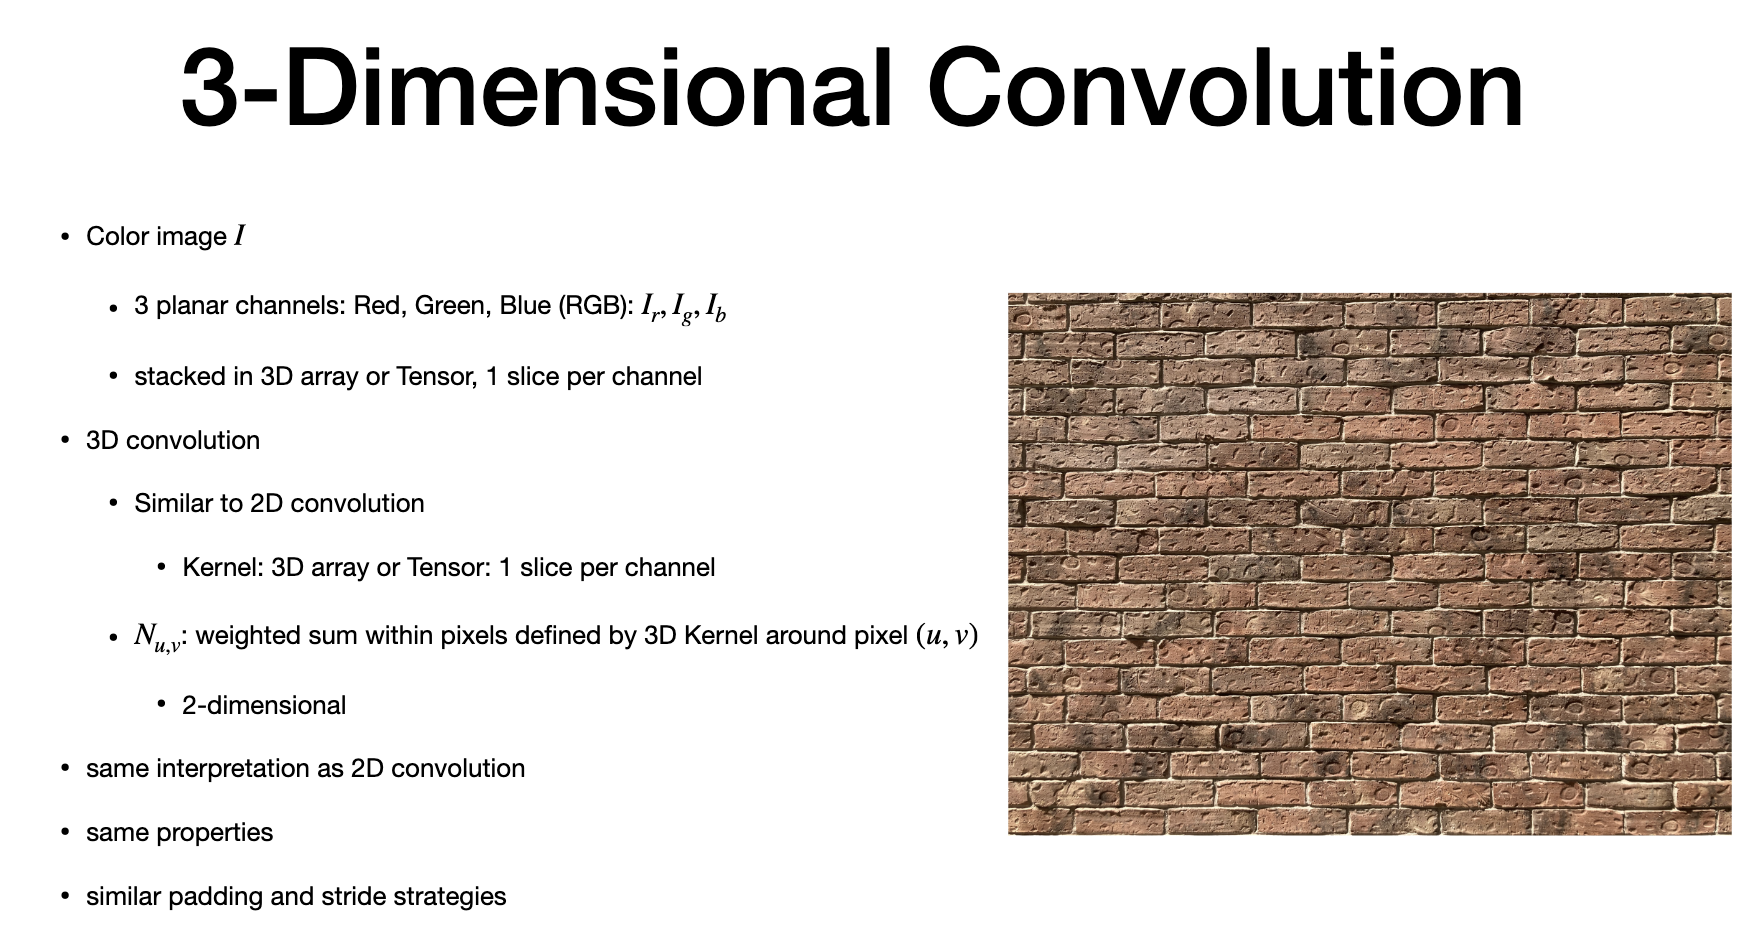 3-Dimensional Convolution
• Color image I
• 3 planar channels: Red, Green, Blue (RGB): I_r, I_g, I_b
• stacked in 3D array or Tensor, 1 slice per channel
• 3D convolution
• Similar to 2D convolution
• Kernel: 3D array or Tensor: 1 slice per channel
• N_{u,v}: weighted sum within pixels defined by 3D Kernel around pixel (u, v)
• 2-dimensional
• same interpretation as 2D convolution
• same properties
• similar padding and stride strategies